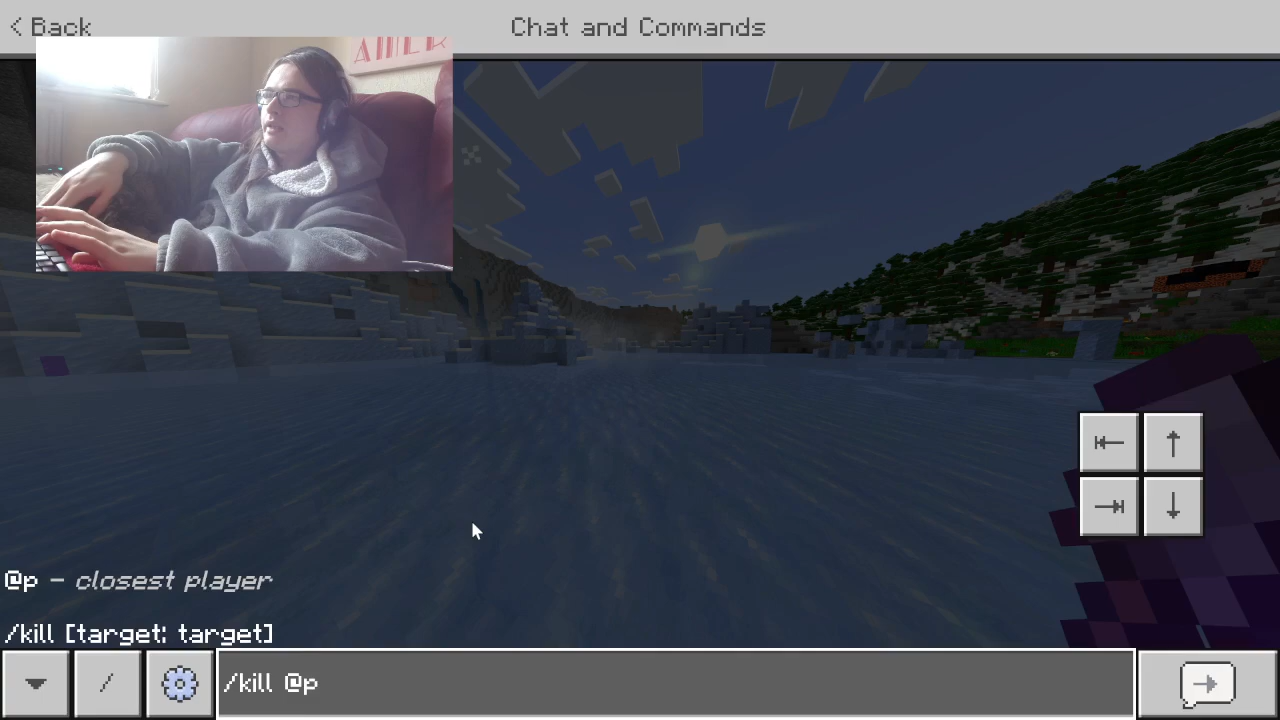 Back
Chat and Commands
@p - closest player
/kill [target: target]
/
/kill @p